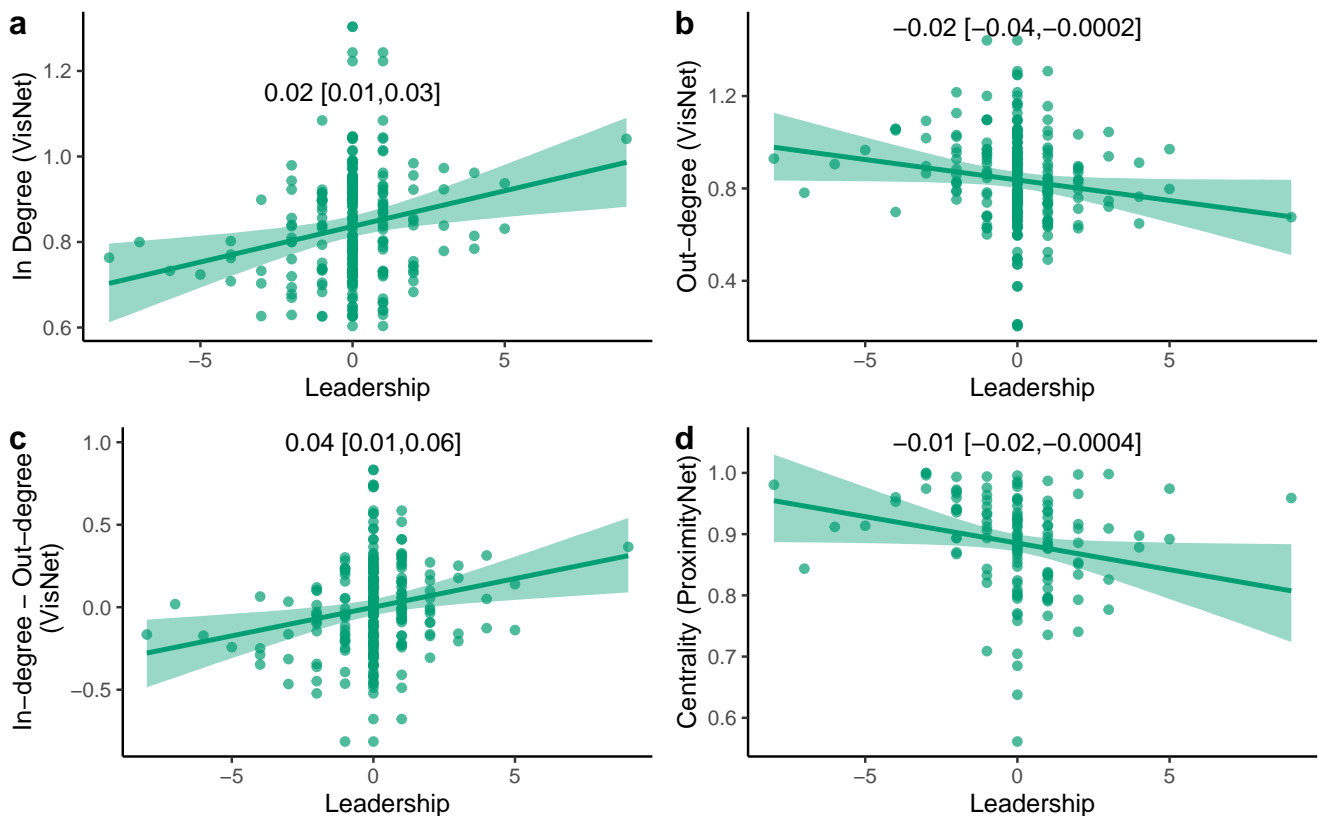 a
0.02 [0.01,0.03]
In Degree (VisNet)
1.2
1.0
0.8
0.6
−5
0
5
Leadership
b
−0.02 [−0.04,−0.0002]
Out−degree (VisNet)
1.2
0.8
0.4
−5
0
5
Leadership
c
0.04 [0.01,0.06]
In−degree − Out−degree
(VisNet)
1.0
0.5
0.0
−0.5
−5
0
5
Leadership
d
−0.01 [−0.02,−0.0004]
Centrality (ProximityNet)
1.0
0.9
0.8
0.7
0.6
−5
0
5
Leadership